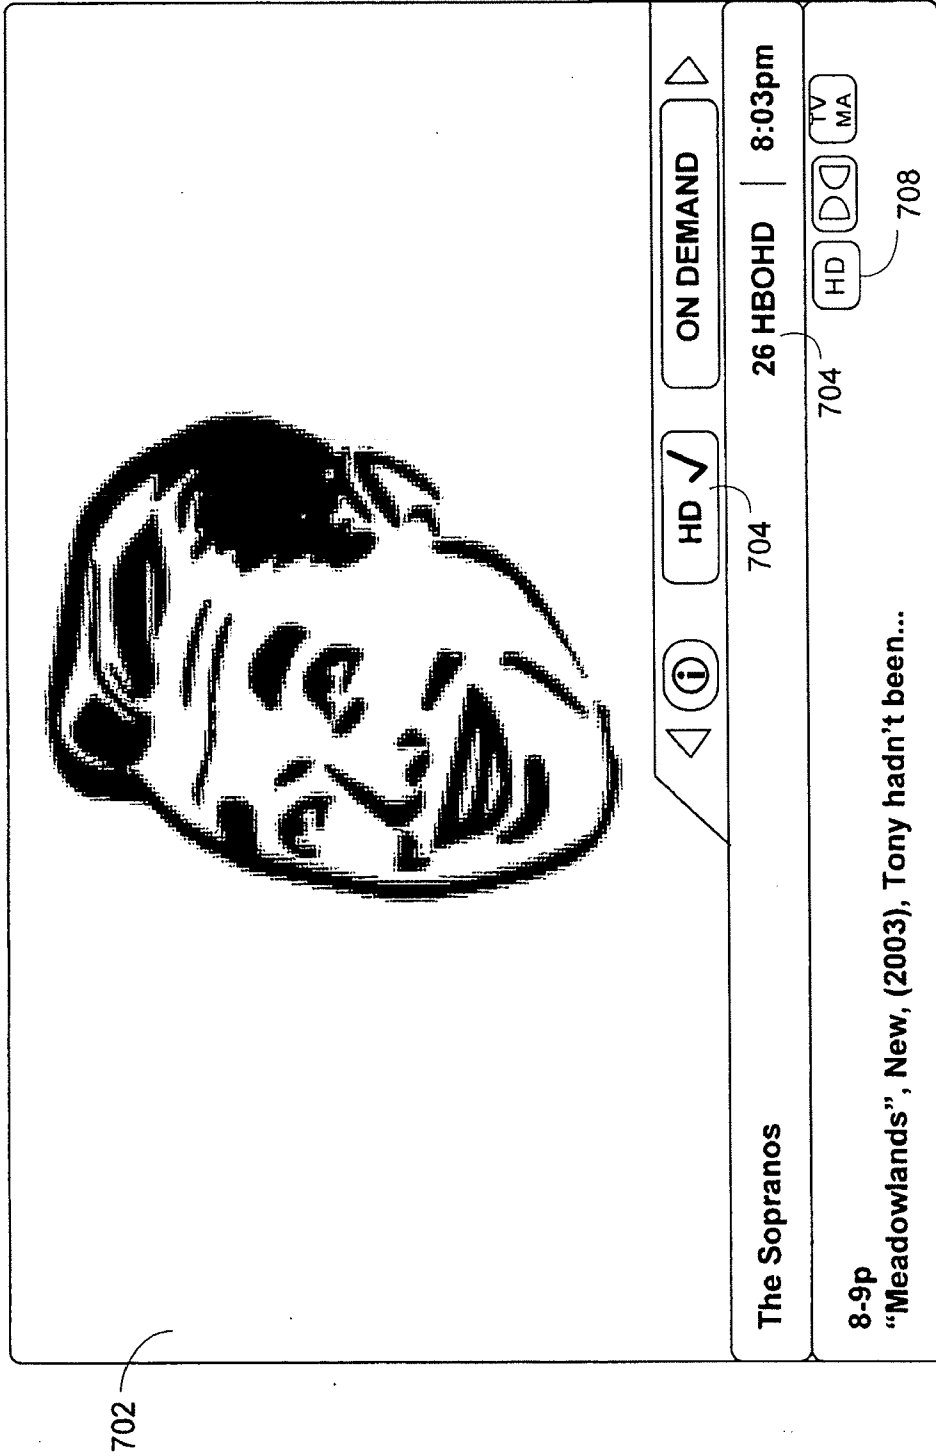 702
HD ✓
ON DEMAND
704
The Sopranos
26 HBOHD | 8:03pm
704
8-9p
HD
TV
MA
708
“Meadowlands”, New, (2003), Tony hadn't been...